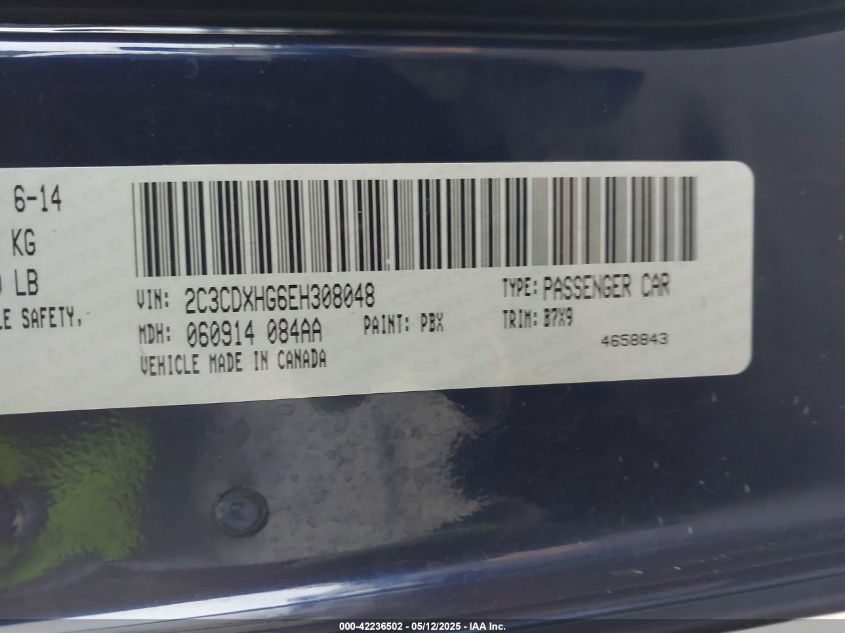 6-14
KG
LB
LE SAFETY,
VIN: 2C3CDXHG6EH308048
TYPE: PASSENGER CAR
MDH: 060914 084AA
PAINT: PBX
TRIM: B7X9
VEHICLE MADE IN CANADA
4658843
000-42236502 - 05/12/2025 - IAA Inc.